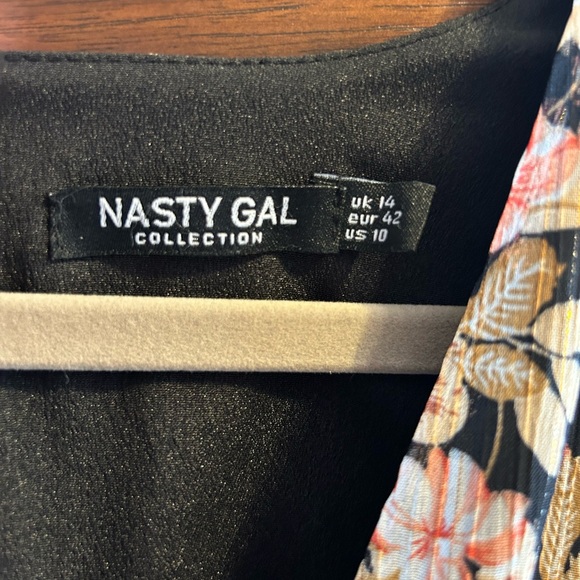 NASTY GAL
COLLECTION
uk 14
eur 42
us 10